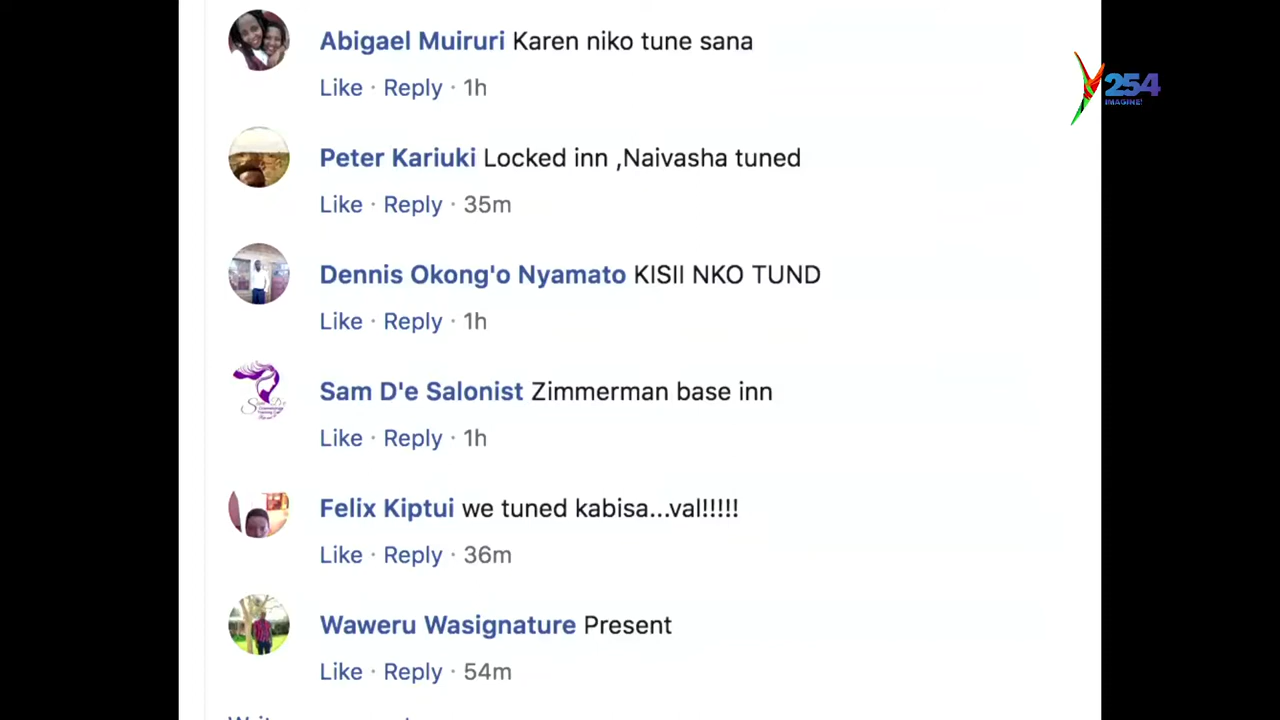 Abigael Muiruri Karen niko tune sana
Like · Reply · 1h
254
IMAGINE!
Peter Kariuki Locked inn ,Naivasha tuned
Like · Reply · 35m
Dennis Okong'o Nyamato KISII NKO TUND
Like · Reply · 1h
Sam D'e Salonist Zimmerman base inn
Like · Reply · 1h
Felix Kiptui we tuned kabisa...val!!!!!
Like · Reply · 36m
Waweru Wasignature Present
Like · Reply · 54m